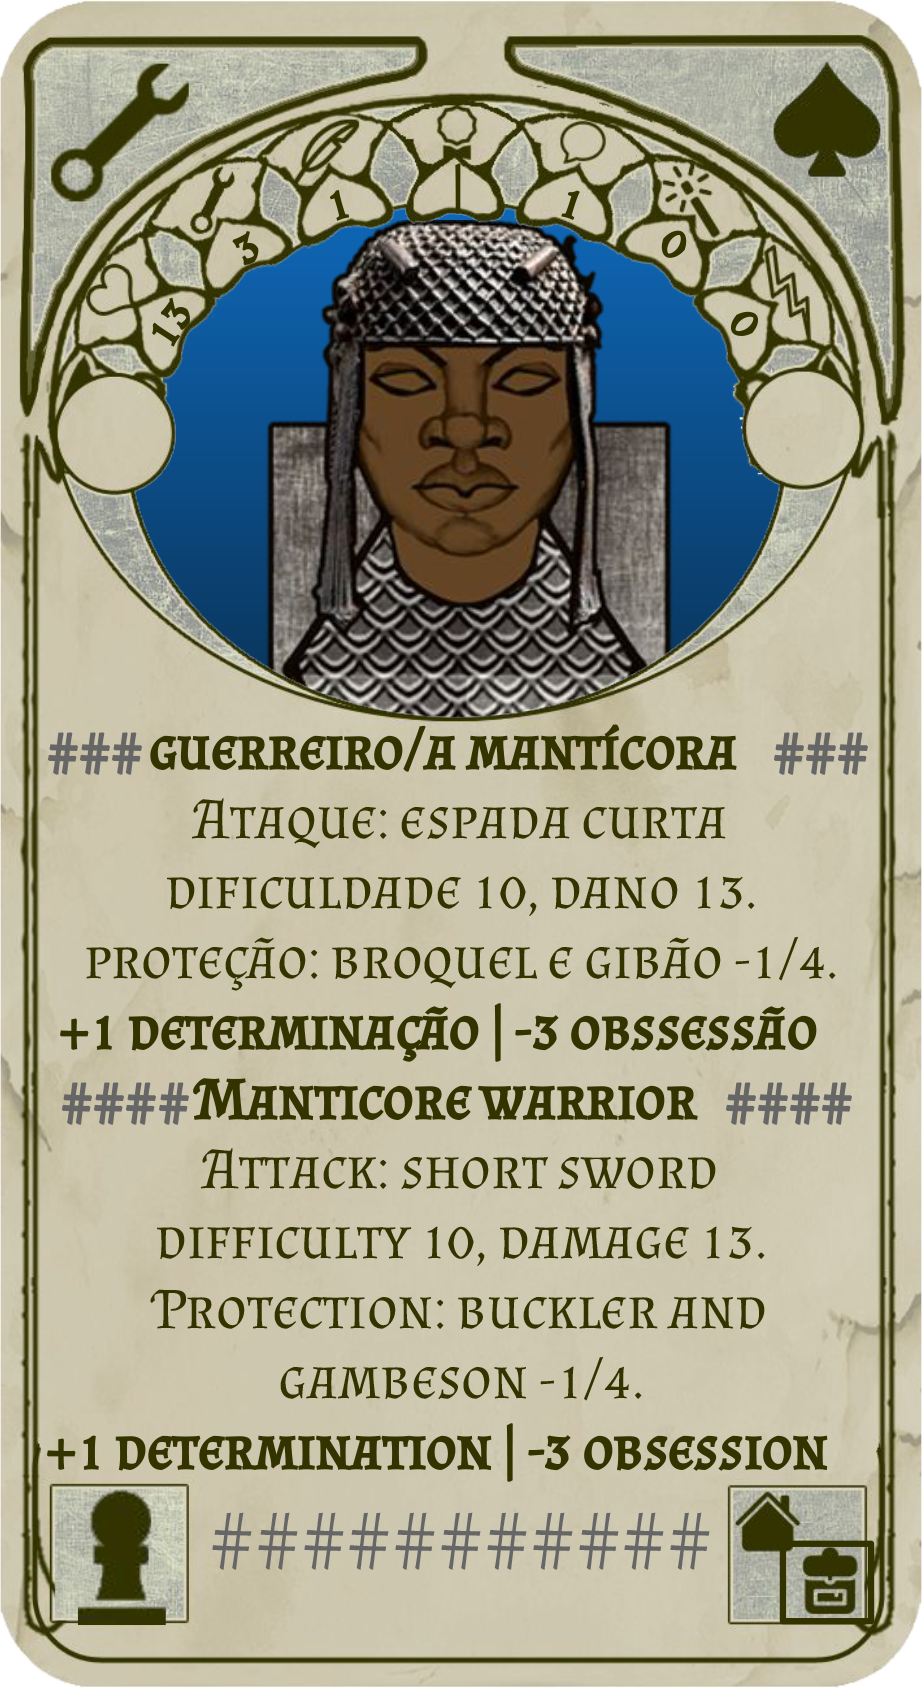 13 3 1 1 0 0
### GUERREIRO/A MANTÍCORA ###
ATAQUE: ESPADA CURTA
DIFICULDADE 10, DANO 13.
PROTEÇÃO: BROQUEL E GIBÃO -1/4.
+1 DETERMINAÇÃO | -3 OBSSESSÃO
#### MANTICORE WARRIOR ####
ATTACK: SHORT SWORD
DIFFICULTY 10, DAMAGE 13.
PROTECTION: BUCKLER AND
GAMBESON -1/4.
+1 DETERMINATION | -3 OBSESSION
###########